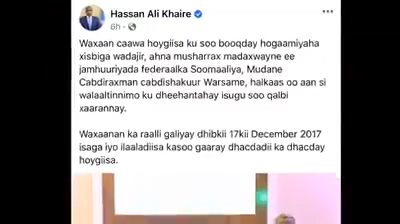 Hassan Ali Khaire
6h ·
Waxaan caawa hoygiisa ku soo booqday hogaamiyaha
xisbiga wadajir, ahna musharrax madaxwayne ee
jamhuuriyada federaalka Soomaaliya, Mudane
Cabdiraxman cabdishakuur Warsame, halkaas oo aan si
walaaltinnimo ku dheehantahay isugu soo qalbi
xaarannay.
Waxaanan ka raalli galiyay dhibkii 17kii December 2017
isaga iyo ilaaladiisa kasoo gaaray dhacdadii ka dhacday
hoygiisa.